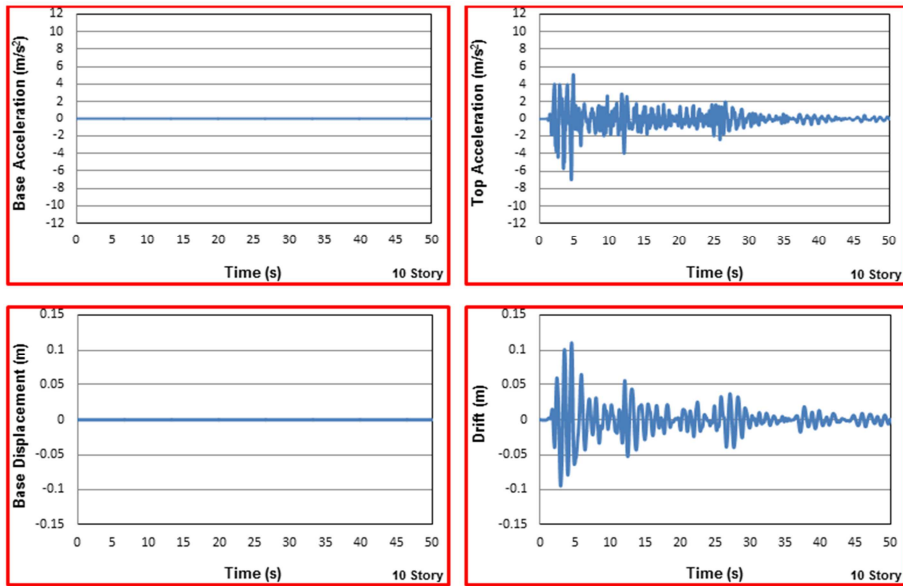 Base Acceleration (m/s²)
12
10
8
6
4
2
0
-2
-4
-6
-8
-10
-12
0 5 10 15 20 25 30 35 40 45 50
Time (s)
10 Story
Top Acceleration (m/s²)
12
10
8
6
4
2
0
-2
-4
-6
-8
-10
-12
0 5 10 15 20 25 30 35 40 45 50
Time (s)
10 Story
Base Displacement (m)
0.15
0.1
0.05
0
-0.05
-0.1
-0.15
0 5 10 15 20 25 30 35 40 45 50
Time (s)
10 Story
Drift (m)
0.15
0.1
0.05
0
-0.05
-0.1
-0.15
0 5 10 15 20 25 30 35 40 45 50
Time (s)
10 Story